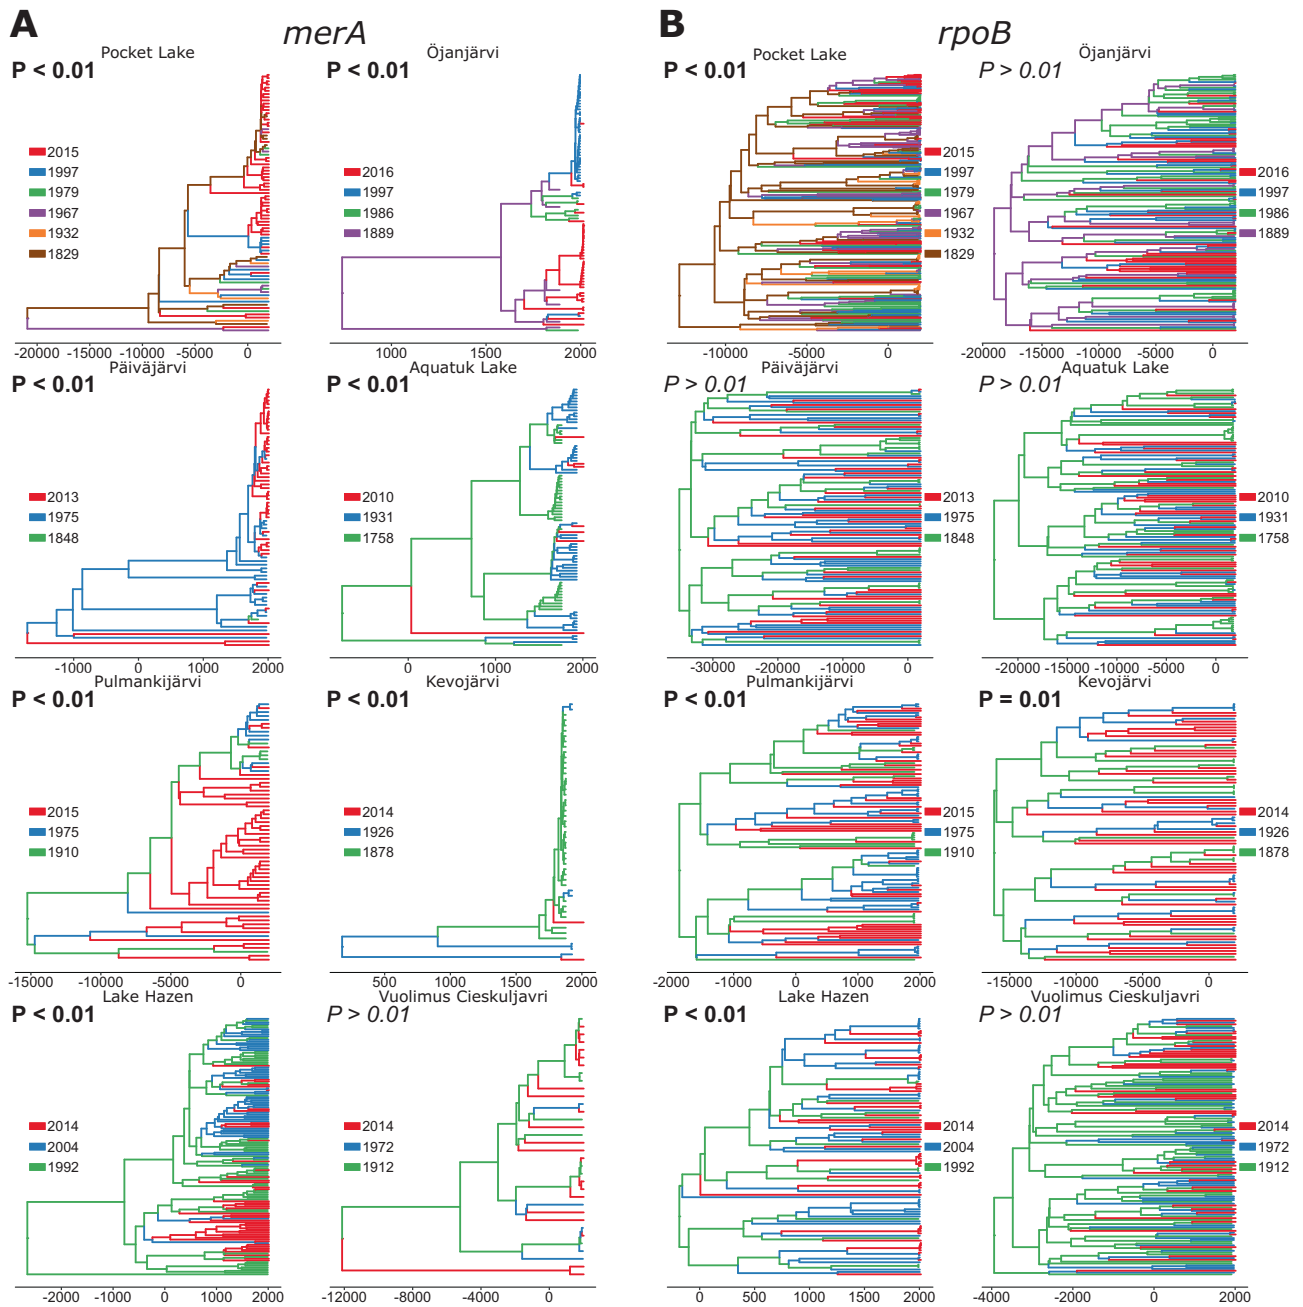 A
merA
B
rpoB
Pocket Lake
P < 0.01
2015
1997
1979
1967
1932
1829
-20000 -15000 -10000 -5000 0
Öjanjärvi
P < 0.01
2016
1997
1986
1889
1000 1500 2000
Pocket Lake
P < 0.01
2015
1997
1979
1967
1932
1829
-10000 -5000 0
Öjanjärvi
P > 0.01
2016
1997
1986
1889
-20000 -15000 -10000 -5000 0
Päiväjärvi
P < 0.01
2013
1975
1848
-1000 0 1000 2000
Aquatuk Lake
P < 0.01
2010
1931
1758
0 1000 2000
Päiväjärvi
P > 0.01
2013
1975
1848
-30000 -20000 -10000 0
Aquatuk Lake
P > 0.01
2010
1931
1758
-20000 -15000 -10000 -5000 0
Pulmankijärvi
P < 0.01
2015
1975
1910
-15000 -10000 -5000 0
Kevojärvi
P < 0.01
2014
1926
1878
500 1000 1500 2000
Pulmankijärvi
P < 0.01
2015
1975
1910
-2000 -1000 0 1000 2000
Kevojärvi
P = 0.01
2014
1926
1878
-15000 -10000 -5000 0
Lake Hazen
P < 0.01
2014
2004
1992
-2000 -1000 0 1000 2000
Vuolimus Cieskuljavri
P > 0.01
2014
1972
1912
-12000 -8000 -4000 0
Lake Hazen
P < 0.01
2014
2004
1992
0 500 1000 1500 2000
Vuolimus Cieskuljavri
P > 0.01
2014
1972
1912
-4000 -2000 0 2000